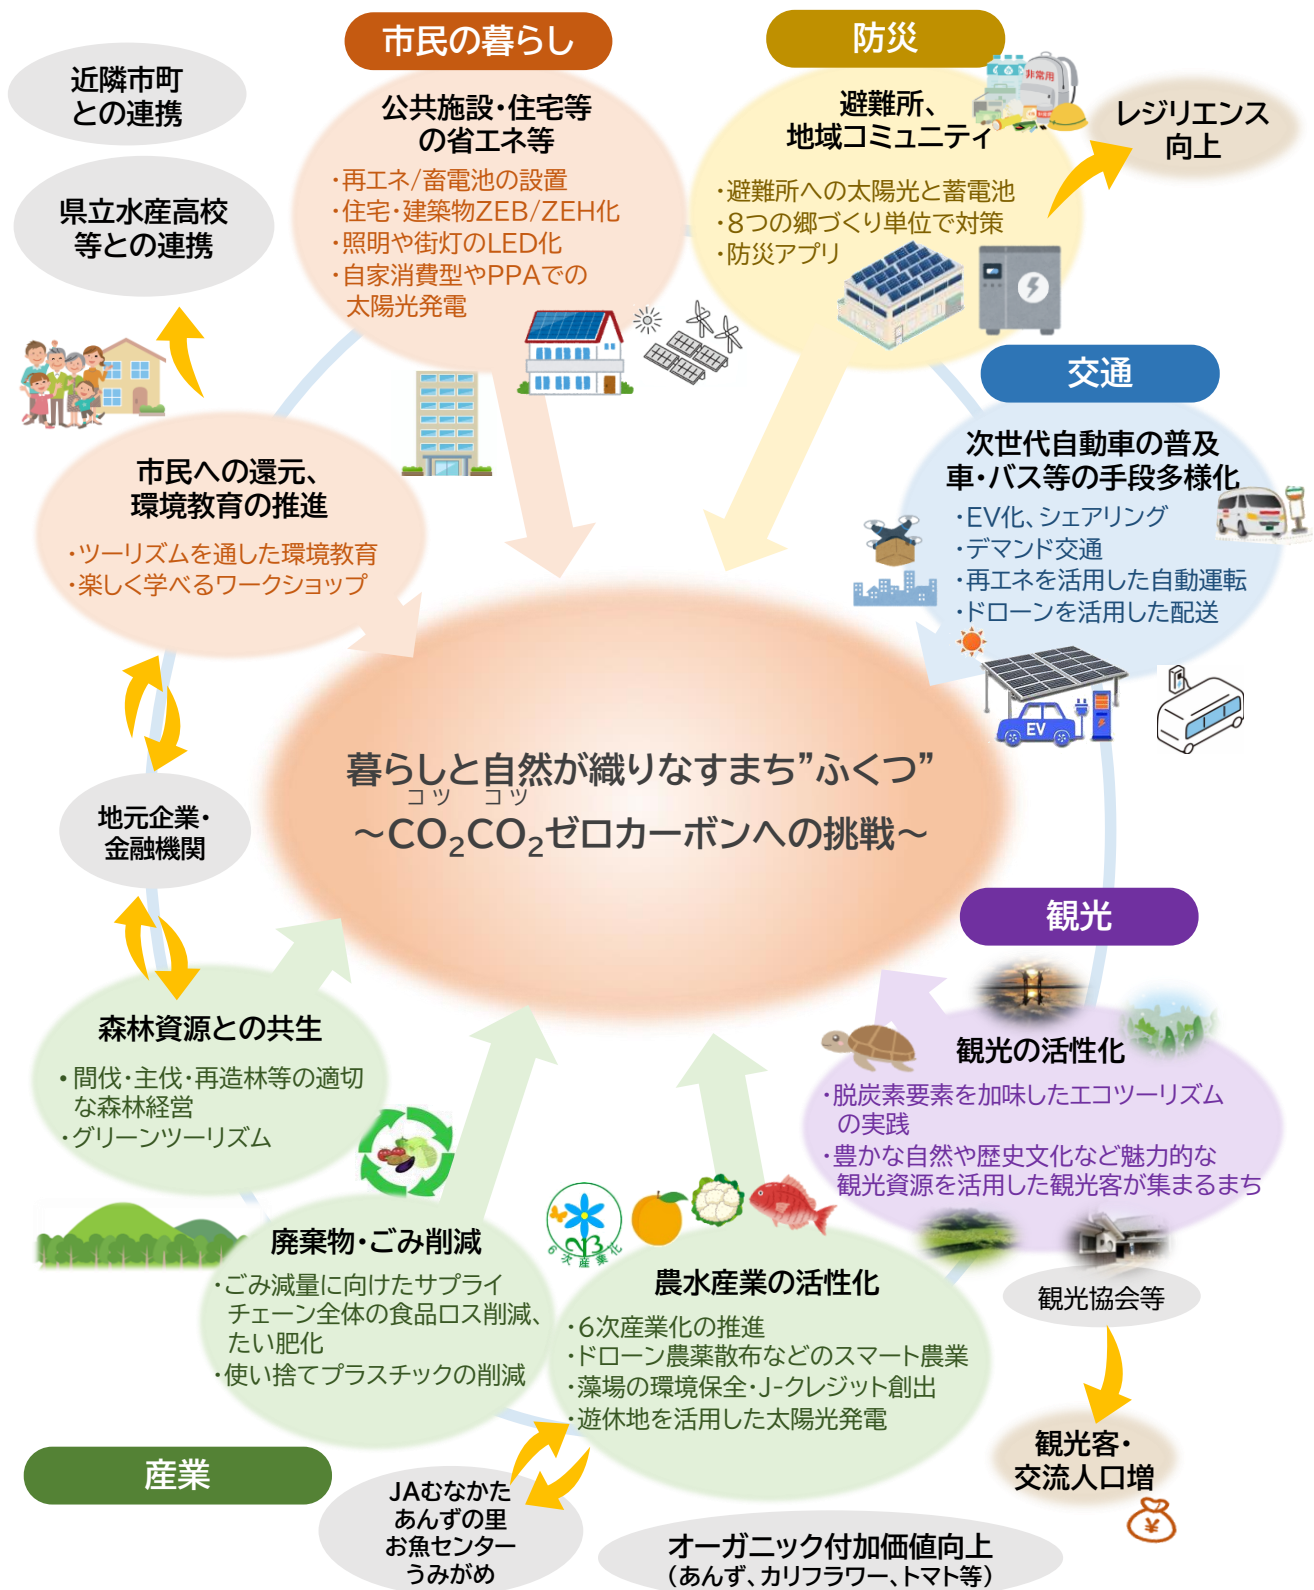 市民の暮らし
防災
近隣市町
との連携
県立水産高校
等との連携
公共施設・住宅等
の省エネ等
・再エネ/畜電池の設置
・住宅・建築物ZEB/ZEH化
・照明や街灯のLED化
・自家消費型やPPAでの
太陽光発電
避難所、
地域コミュニティ
・避難所への太陽光と蓄電池
・8つの郷づくり単位で対策
・防災アプリ
非常用
レジリエンス
向上
交通
次世代自動車の普及
車・バス等の手段多様化
・EV化、シェアリング
・デマンド交通
・再エネを活用した自動運転
・ドローンを活用した配送
EV
市民への還元、
環境教育の推進
・ツーリズムを通した環境教育
・楽しく学べるワークショップ
暮らしと自然が織りなすまち”ふくつ”
コツ コツ
～CO₂CO₂ゼロカーボンへの挑戦～
地元企業・
金融機関
観光
観光の活性化
・脱炭素要素を加味したエコツーリズム
の実践
・豊かな自然や歴史文化など魅力的な
観光資源を活用した観光客が集まるまち
観光協会等
観光客・
交流人口増
¥
森林資源との共生
・間伐・主伐・再造林等の適切
な森林経営
・グリーンツーリズム
廃棄物・ごみ削減
・ごみ減量に向けたサプライ
チェーン全体の食品ロス削減、
たい肥化
・使い捨てプラスチックの削減
6次産業化
農水産業の活性化
・6次産業化の推進
・ドローン農薬散布などのスマート農業
・藻場の環境保全・J-クレジット創出
・遊休地を活用した太陽光発電
産業
JAむなかた
あんずの里
お魚センター
うみがめ
オーガニック付加価値向上
（あんず、カリフラワー、トマト等）